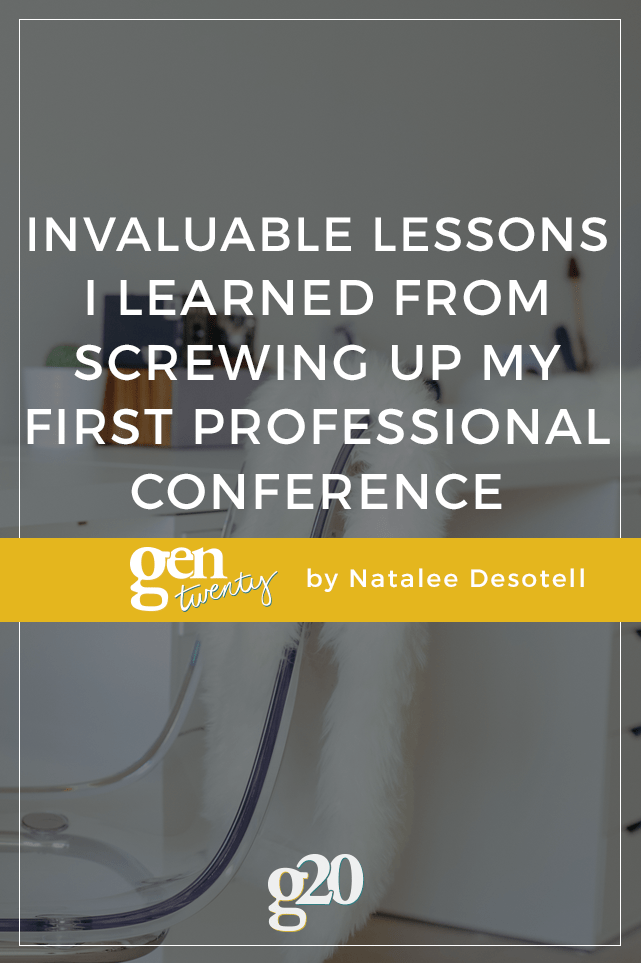 INVALUABLE LESSONS
I LEARNED FROM
SCREWING UP MY
FIRST PROFESSIONAL
CONFERENCE
gen
twenty
by Natalee Desotell
g20